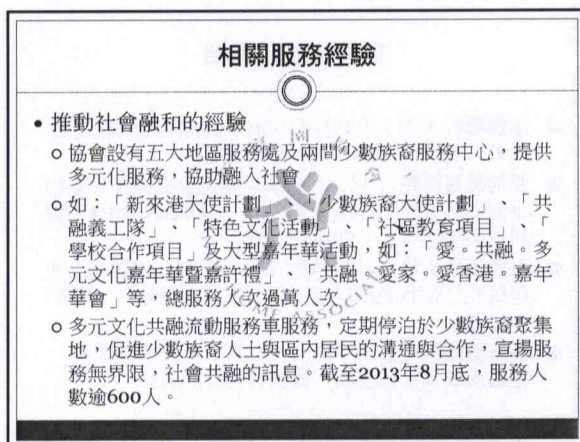 相關服務經驗
• 推動社會融和的經驗
o 協會設有五大地區服務處及兩間少數族裔服務中心，提供
多元化服務，協助融入社會
o 如：「新來港大使計劃」、「少數族裔大使計劃」、「共
融義工隊」、「特色文化活動」、「社區教育項目」、「
學校合作項目」及大型嘉年華活動，如：「愛。共融。多
元文化嘉年華暨嘉許禮」、「共融。愛家。愛香港。嘉年
華會」等，總服務人次過萬人次。
o 多元文化共融流動服務車服務，定期停泊於少數族裔聚集
地，促進少數族裔人士與區內居民的溝通與合作，宣揚服
務無界限，社會共融的訊息。截至2013年8月底，服務人
數逾600人。